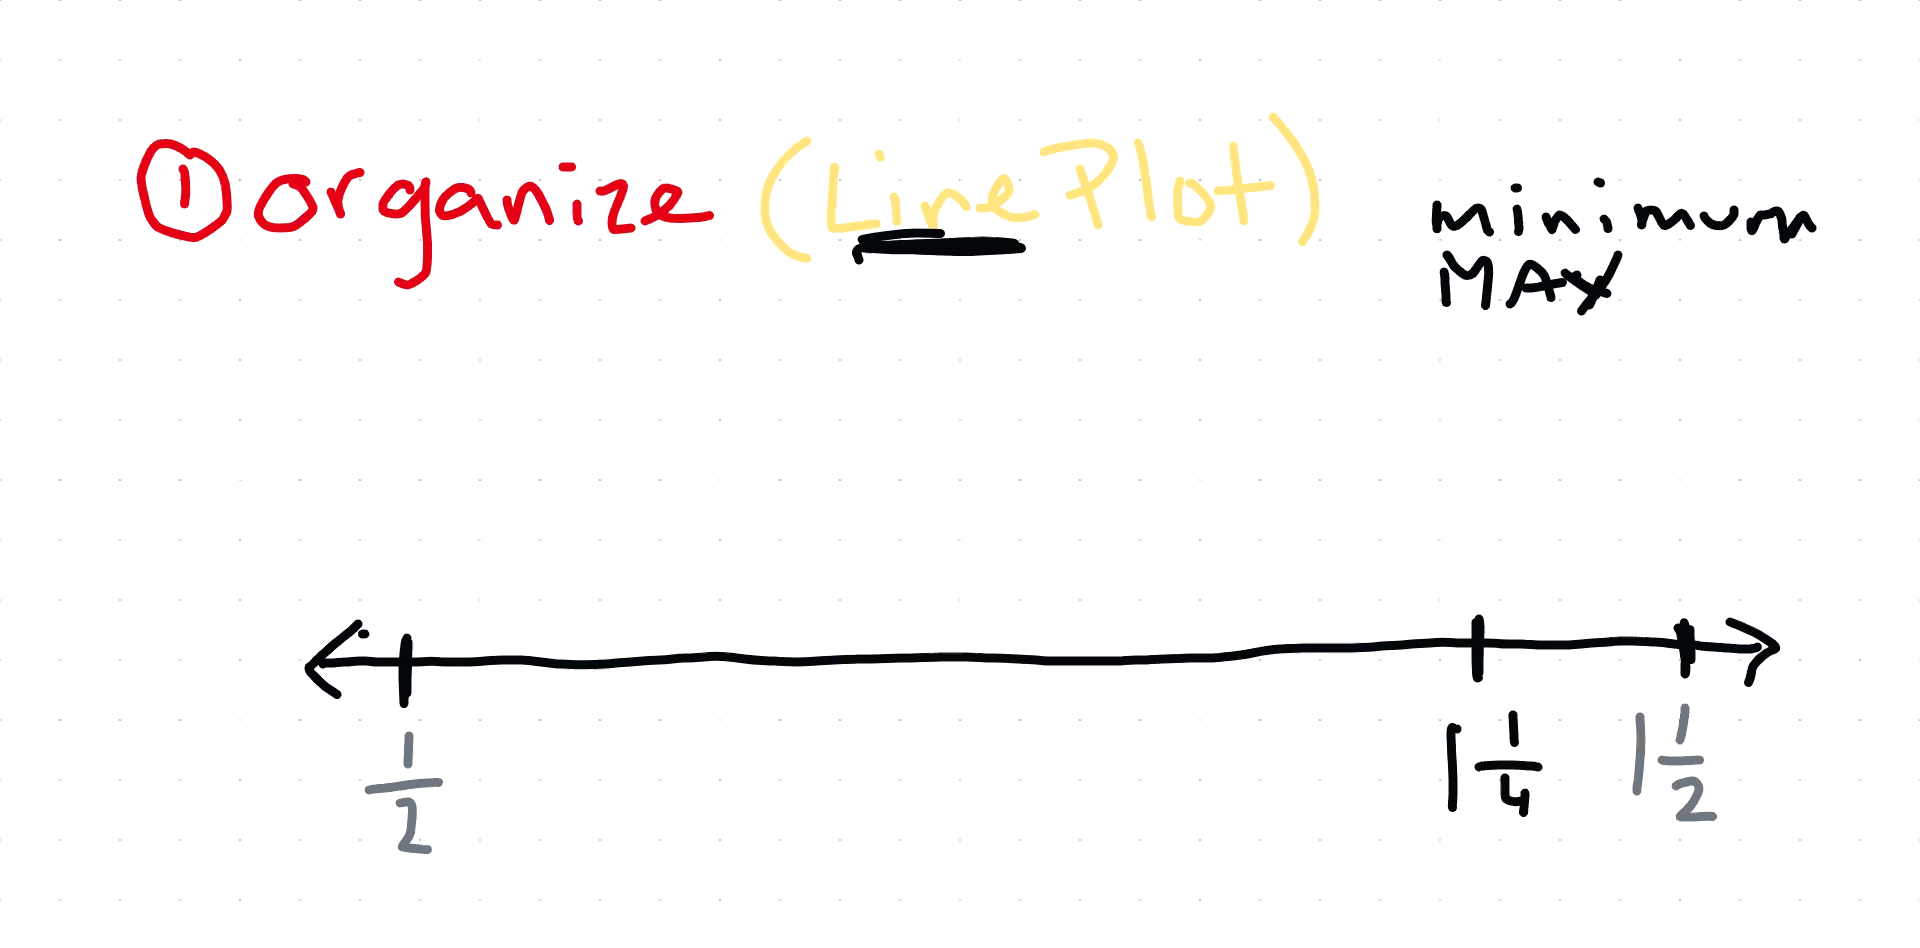 ① organize (Line Plot)
minimum
MAX
1/2 1 1/4 1 1/2